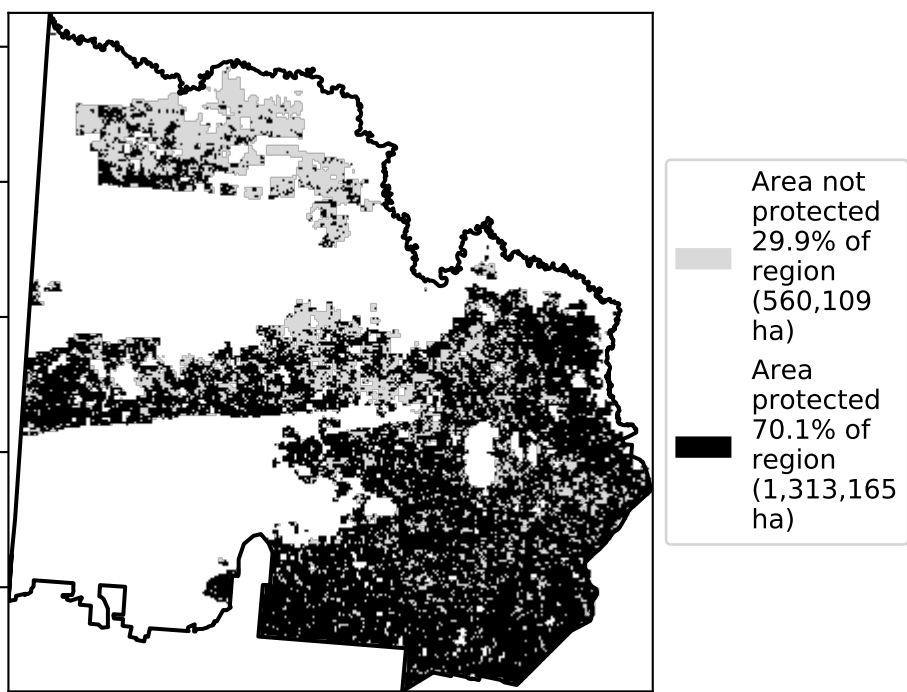 Area not
protected
29.9% of
region
(560,109
ha)
Area
protected
70.1% of
region
(1,313,165
ha)